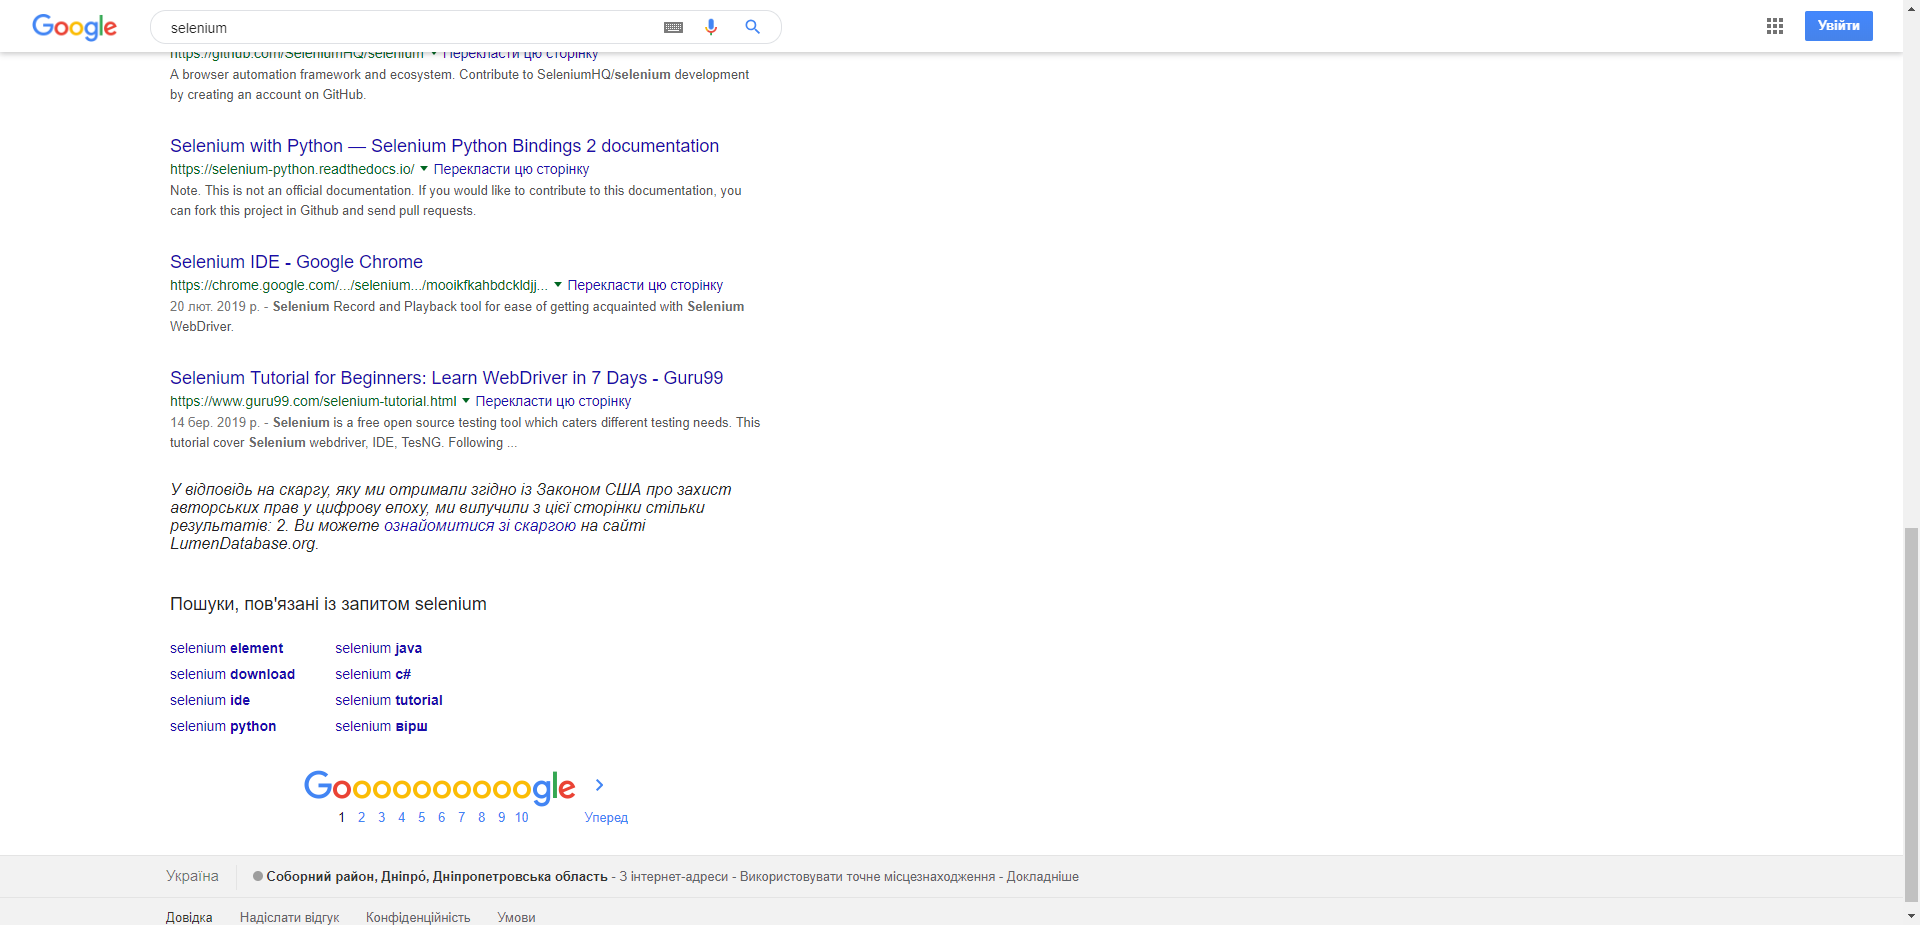 Google
selenium
Увійти
https://github.com/SeleniumHQ/selenium Перекласти цю сторінку
A browser automation framework and ecosystem. Contribute to SeleniumHQ/selenium development
by creating an account on GitHub.
Selenium with Python — Selenium Python Bindings 2 documentation
https://selenium-python.readthedocs.io/ Перекласти цю сторінку
Note. This is not an official documentation. If you would like to contribute to this documentation, you
can fork this project in Github and send pull requests.
Selenium IDE - Google Chrome
https://chrome.google.com/.../selenium.../mooikfkahbdckldjj... Перекласти цю сторінку
20 лют. 2019 р. - Selenium Record and Playback tool for ease of getting acquainted with Selenium
WebDriver.
Selenium Tutorial for Beginners: Learn WebDriver in 7 Days - Guru99
https://www.guru99.com/selenium-tutorial.html Перекласти цю сторінку
14 бер. 2019 р. - Selenium is a free open source testing tool which caters different testing needs. This
tutorial cover Selenium webdriver, IDE, TesNG. Following ...
У відповідь на скаргу, яку ми отримали згідно із Законом США про захист
авторських прав у цифрову епоху, ми вилучили з цієї сторінки стільки
результатів: 2. Ви можете ознайомитися зі скаргою на сайті
LumenDatabase.org.
Пошуки, пов'язані із запитом selenium
selenium element selenium java
selenium download selenium c#
selenium ide selenium tutorial
selenium python selenium вірш
Goooooooooogle
1 2 3 4 5 6 7 8 9 10 Уперед
Україна Соборний район, Дніпро́, Дніпропетровська область - З інтернет-адреси - Використовувати точне місцезнаходження - Докладніше
Довідка Надіслати відгук Конфіденційність Умови